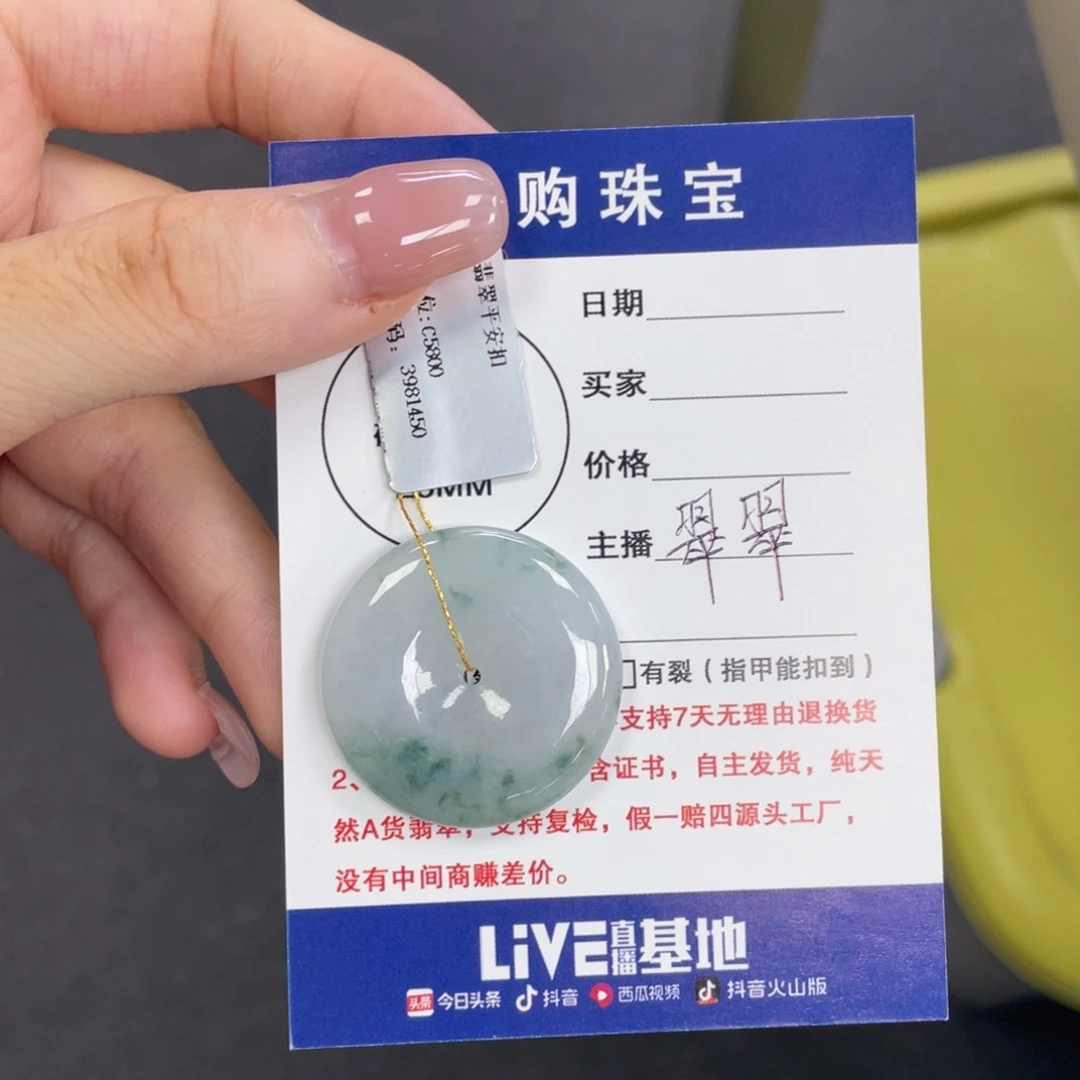 购珠宝
翡翠平安扣
位:C5800
码: 3981450
MM
日期
买家
价格
主播 翠翠
有裂(指甲能扣到)
支持7天无理由退换货
2、 含证书,自主发货,纯天
然A货翡翠,支持复检,假一赔四源头工厂,
没有中间商赚差价。
LiVE直播基地
头条 今日头条 抖音 西瓜视频 抖音火山版